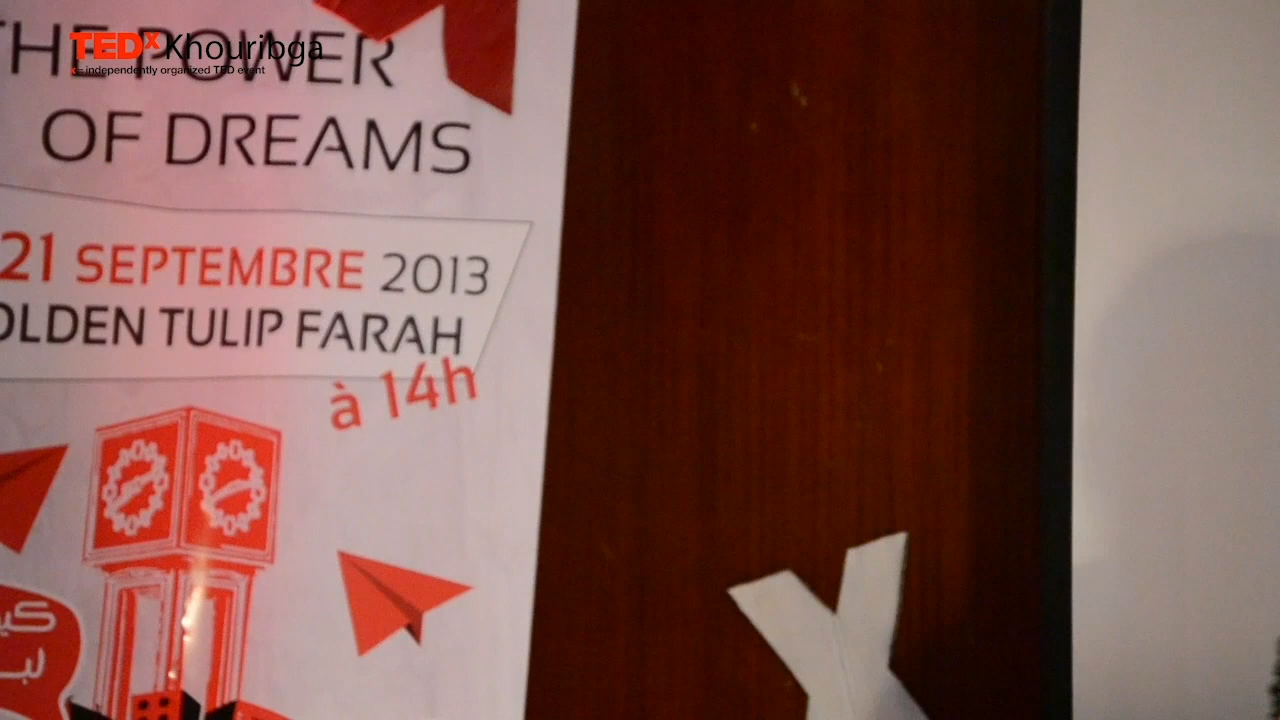 TEDx Khouribga
x = independently organized TED event
THE POWER
OF DREAMS
21 SEPTEMBRE 2013
OLDEN TULIP FARAH
à 14h